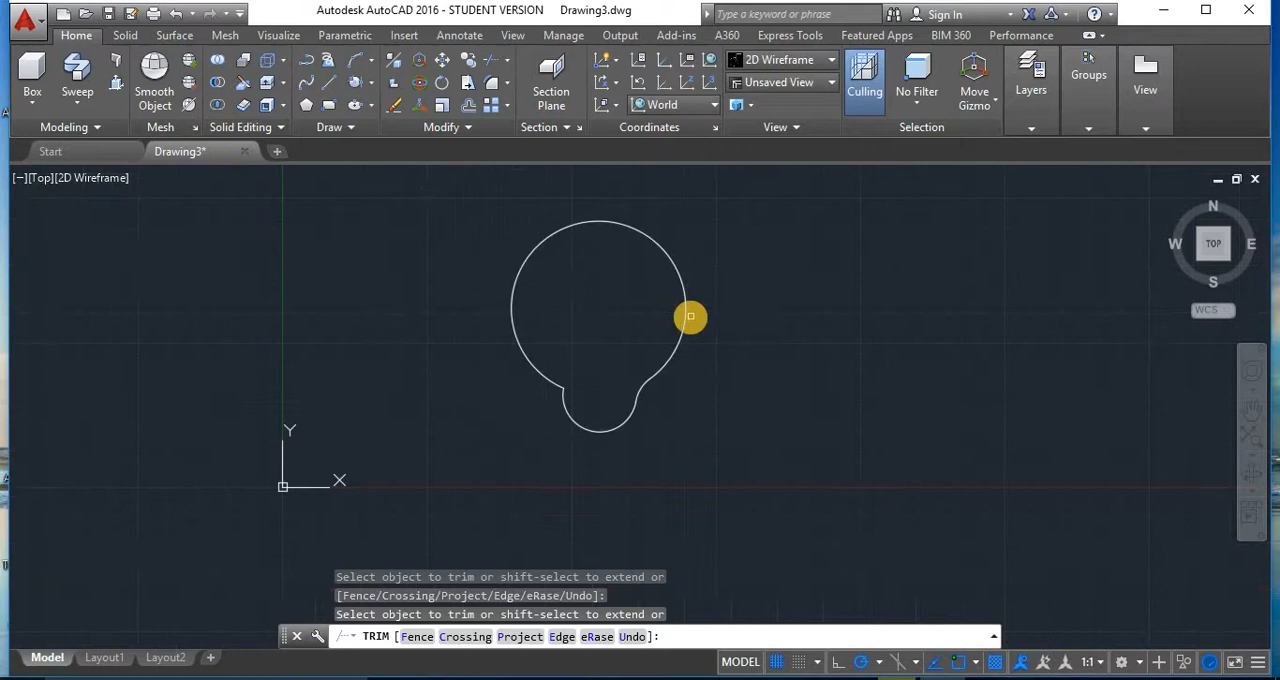 Autodesk AutoCAD 2016 - STUDENT VERSION Drawing3.dwg
Type a keyword or phrase
Sign In
Home Solid Surface Mesh Visualize Parametric Insert Annotate View Manage Output Add-ins A360 Express Tools Featured Apps BIM 360 Performance
Box
Sweep
Smooth Object
Section Plane
World
2D Wireframe
Unsaved View
Culling
No Filter
Move Gizmo
Layers
Groups
View
Modeling Mesh Solid Editing Draw Modify Section Coordinates View Selection
Start Drawing3*
[−][Top][2D Wireframe]
N
W TOP E
S
WCS
Y
X
Select object to trim or shift-select to extend or
[Fence/Crossing/Project/Edge/eRase/Undo]:
Select object to trim or shift-select to extend or
TRIM [Fence Crossing Project Edge eRase Undo]:
Model Layout1 Layout2
MODEL
1:1